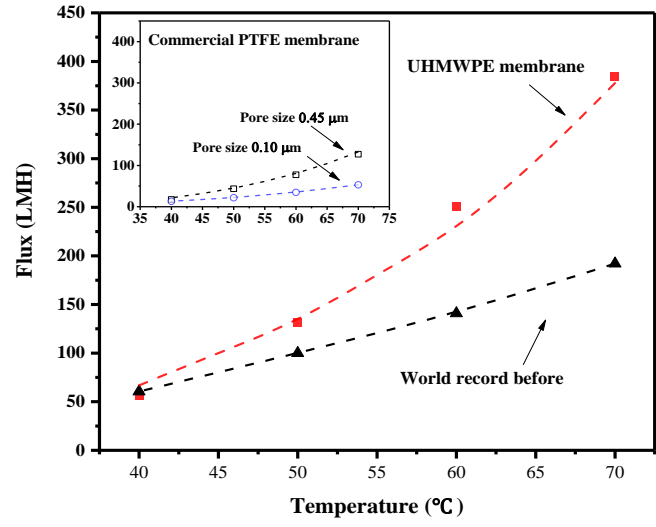 450
400
350
300
250
200
150
100
50
0
Flux (LMH)
40
45
50
55
60
65
70
Temperature (℃)
UHMWPE membrane
World record before
Commercial PTFE membrane
450
400
300
200
100
0
35 40 45 50 55 60 65 70 75
Pore size 0.45 μm
Pore size 0.10 μm